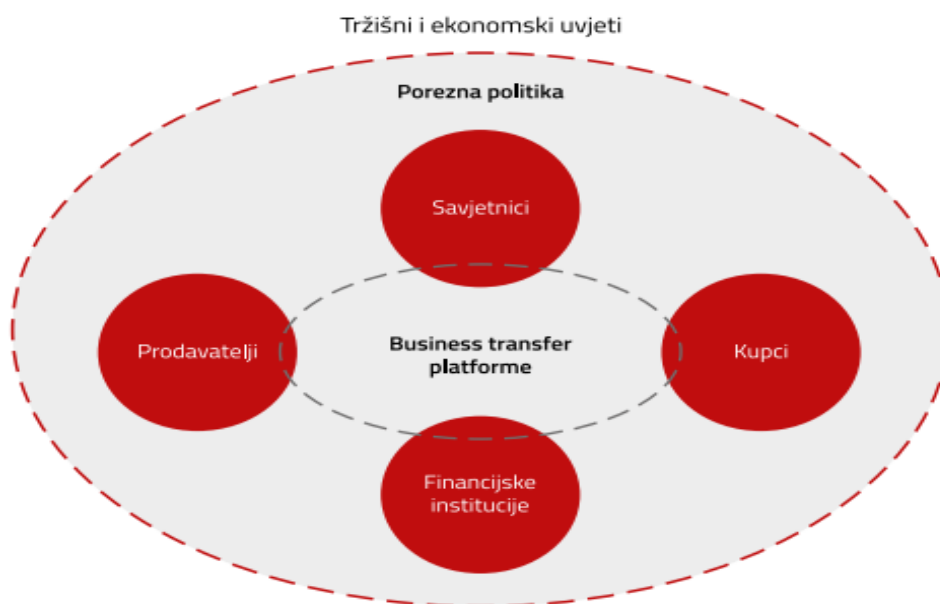 Tržišni i ekonomski uvjeti
Porezna politika
Savjetnici
Prodavatelji
Business transfer
platforme
Kupci
Financijske
institucije